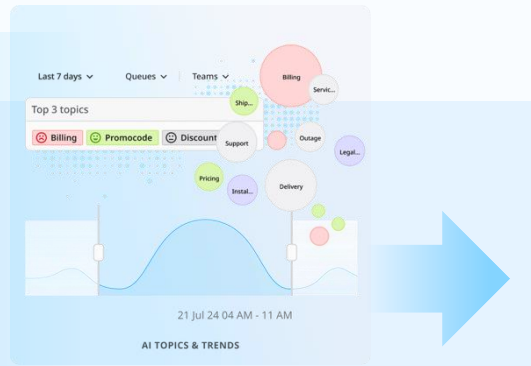 Last 7 days Queues Teams
Billing
Servic...
Ship...
Top 3 topics
Billing Promocode Discount
Support
Outage
Legal...
Pricing
Instal...
Delivery
21 Jul 24 04 AM - 11 AM
AI TOPICS & TRENDS